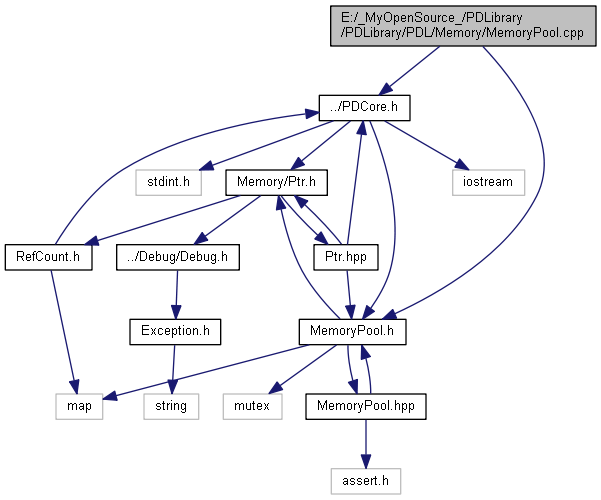 E:/_MyOpenSource_/PDLibrary
/PDLibrary/PDL/Memory/MemoryPool.cpp
../PDCore.h
stdint.h
Memory/Ptr.h
iostream
RefCount.h
../Debug/Debug.h
Ptr.hpp
Exception.h
MemoryPool.h
map
string
mutex
MemoryPool.hpp
assert.h